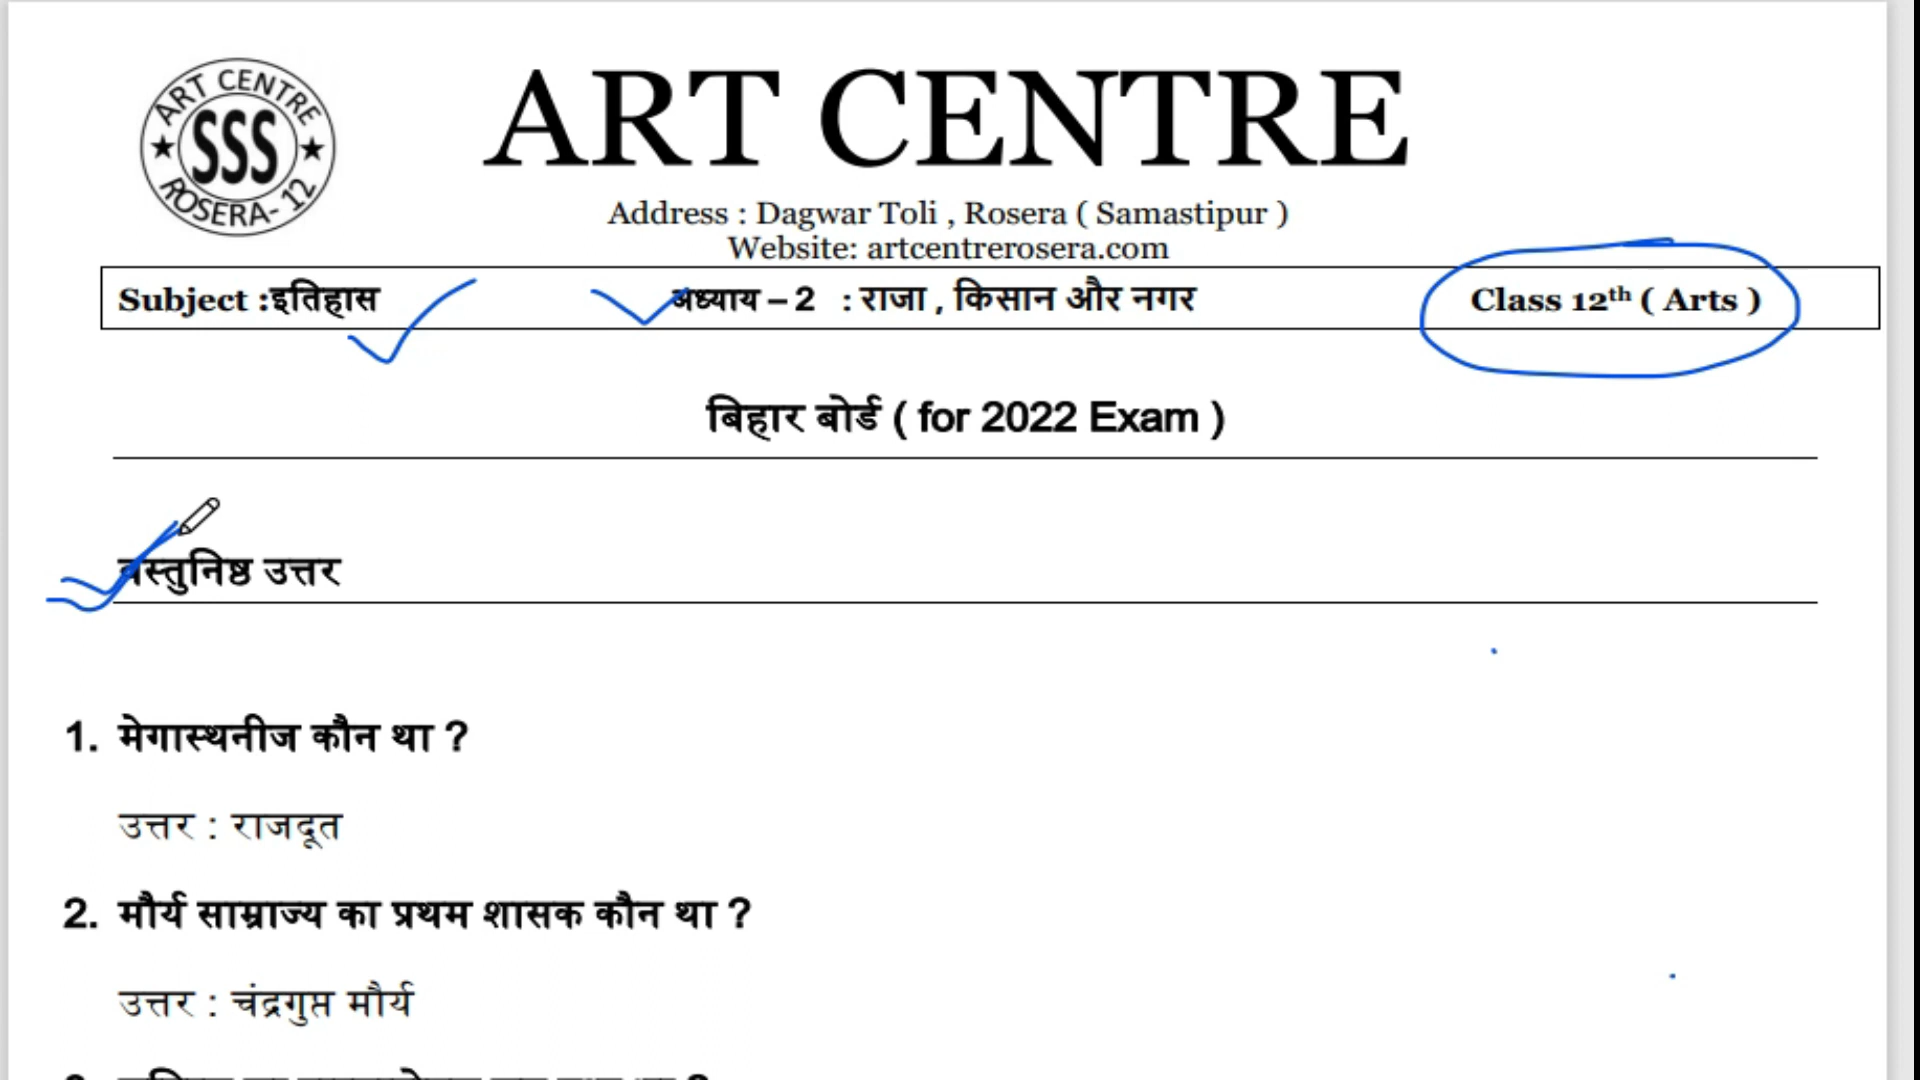 ART CENTRE
SSS
ROSERA- 12
ART CENTRE
Address : Dagwar Toli , Rosera ( Samastipur )
Website: artcentrerosera.com
Subject :इतिहास अध्याय – 2 : राजा , किसान और नगर Class 12th ( Arts )
बिहार बोर्ड ( for 2022 Exam )
वस्तुनिष्ठ उत्तर
1. मेगास्थनीज कौन था ?
उत्तर : राजदूत
2. मौर्य साम्राज्य का प्रथम शासक कौन था ?
उत्तर : चंद्रगुप्त मौर्य